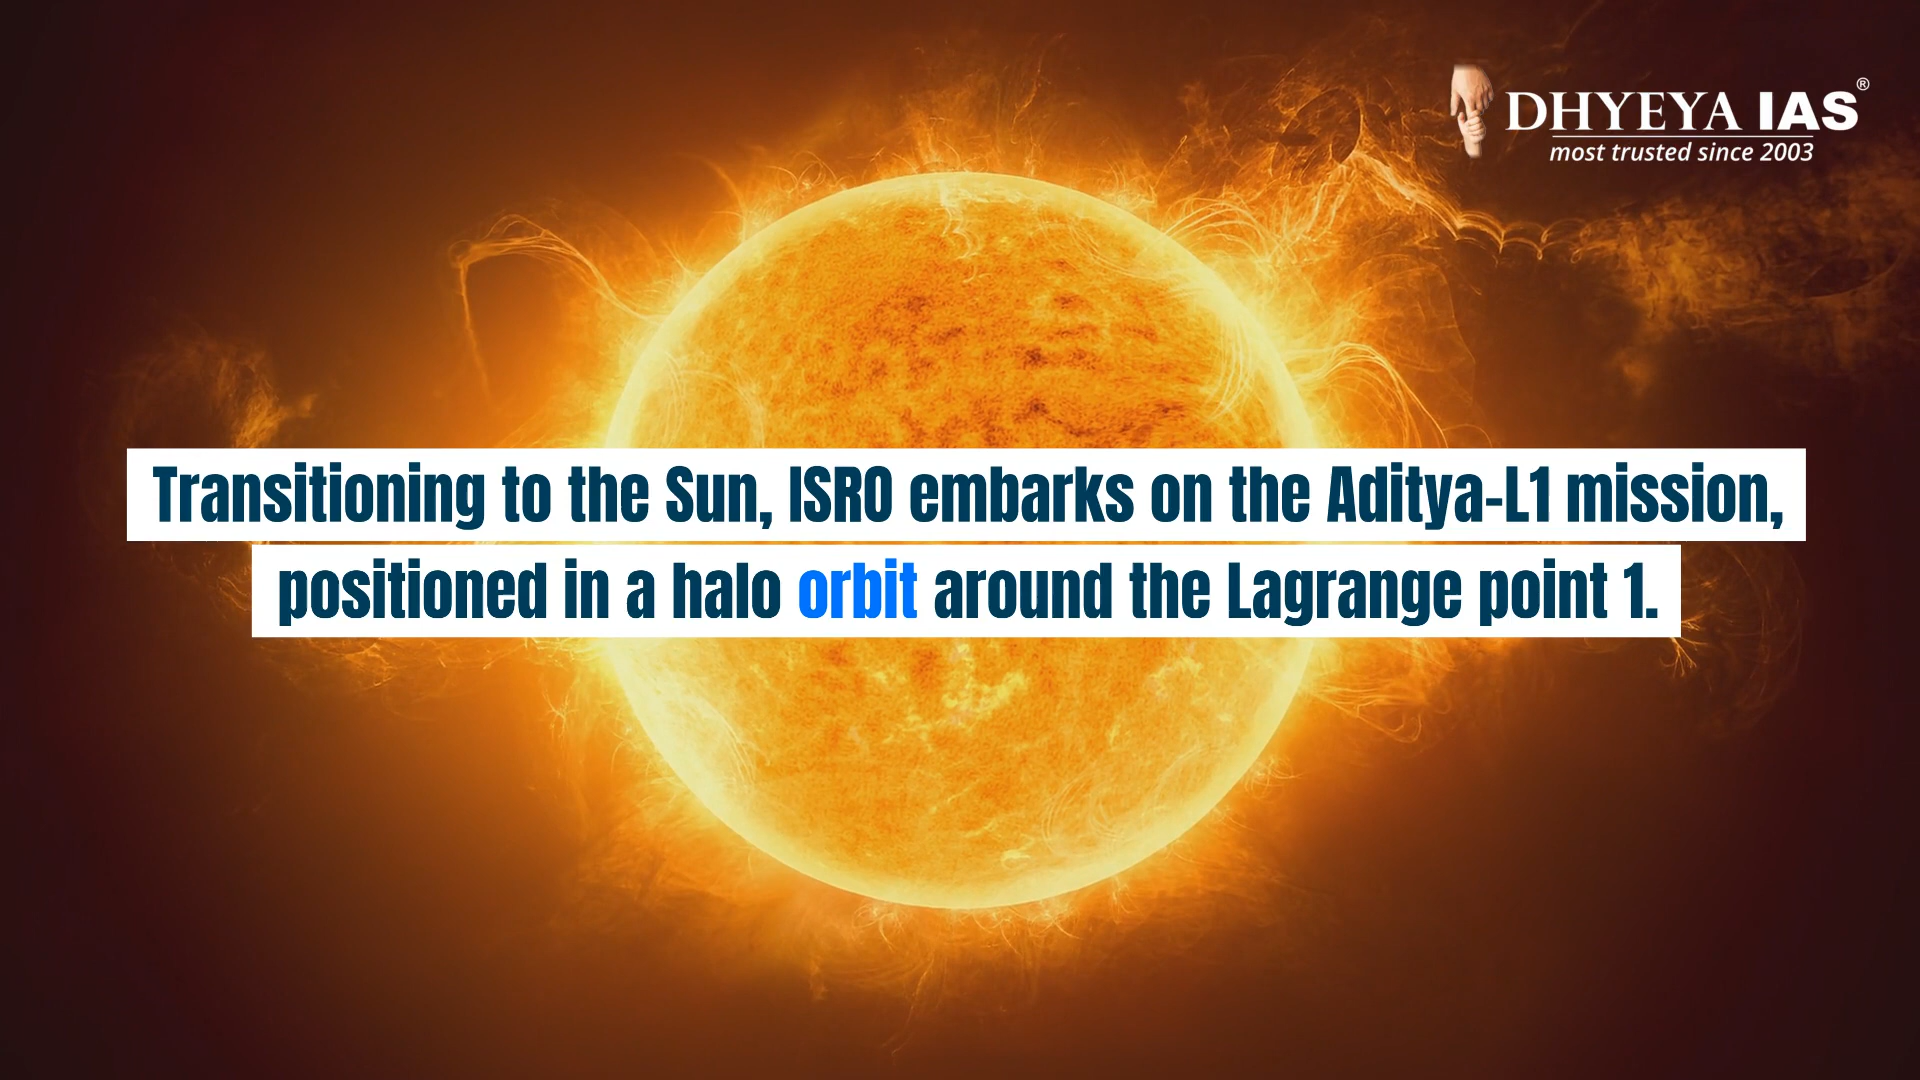 DHYEYA IAS®
most trusted since 2003
Transitioning to the Sun, ISRO embarks on the Aditya-L1 mission,
positioned in a halo orbit around the Lagrange point 1.